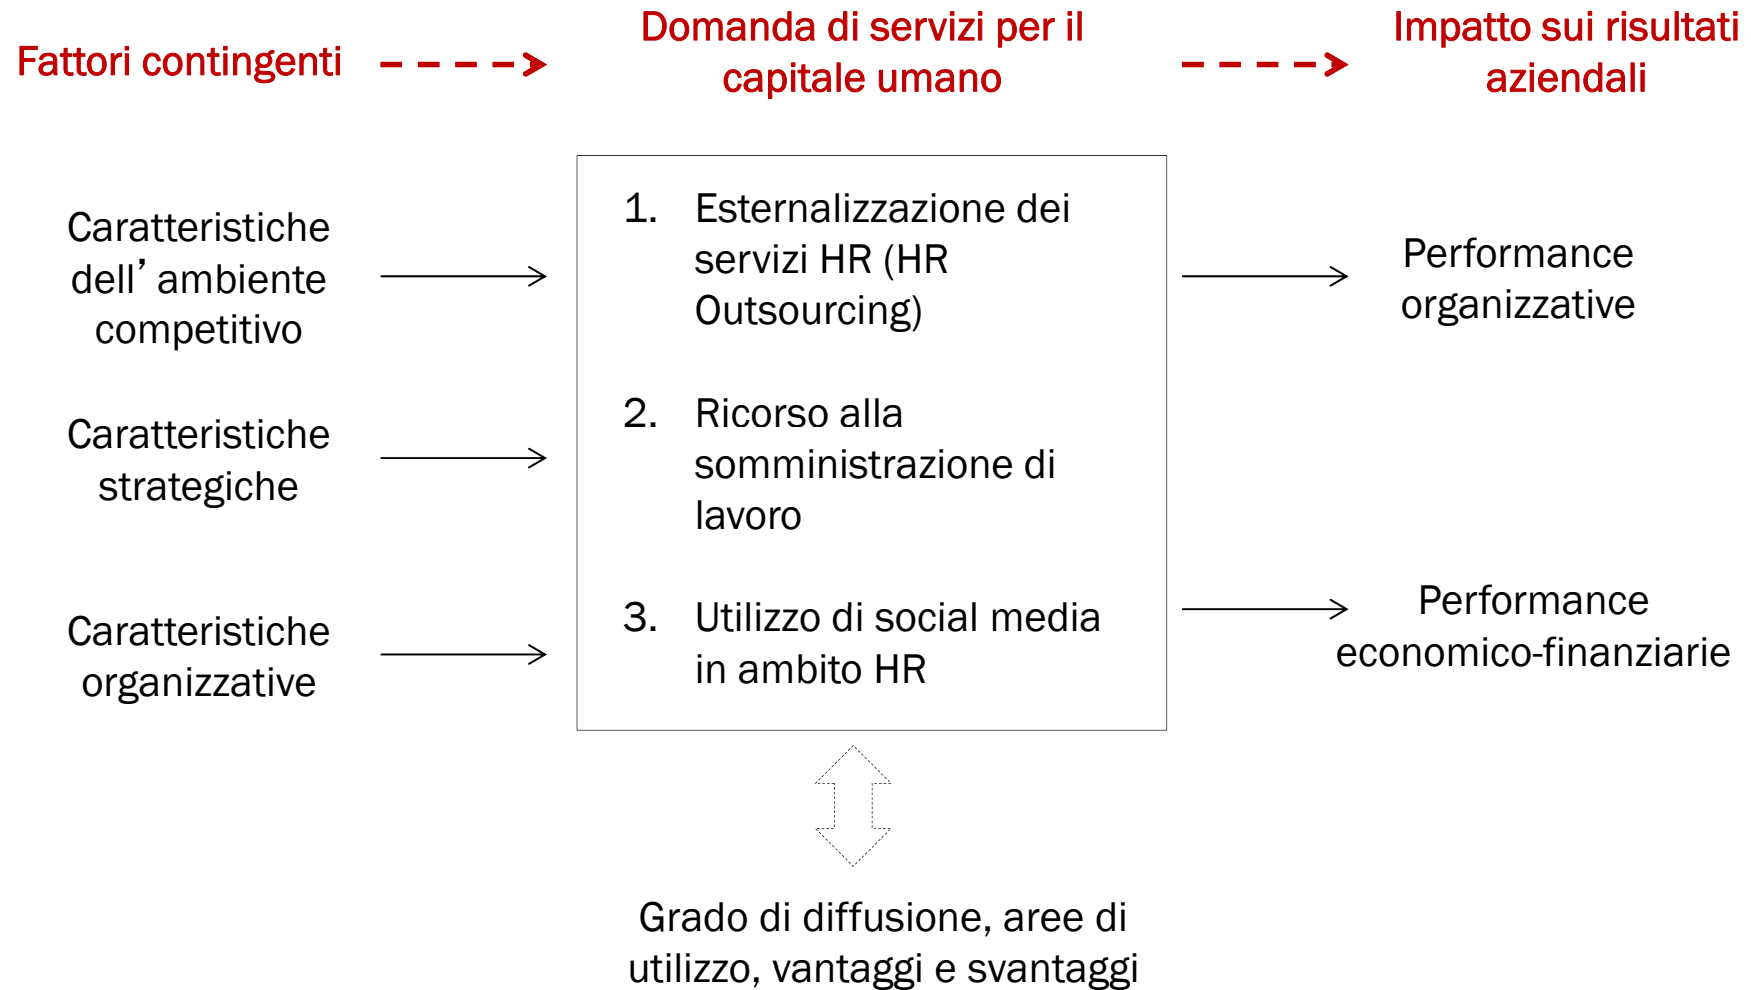 Fattori contingenti
Domanda di servizi per il
capitale umano
Impatto sui risultati
aziendali
Caratteristiche
dell’ ambiente
competitivo
Caratteristiche
strategiche
Caratteristiche
organizzative
1. Esternalizzazione dei
servizi HR (HR
Outsourcing)
2. Ricorso alla
somministrazione di
lavoro
3. Utilizzo di social media
in ambito HR
Performance
organizzative
Performance
economico-finanziarie
Grado di diffusione, aree di
utilizzo, vantaggi e svantaggi